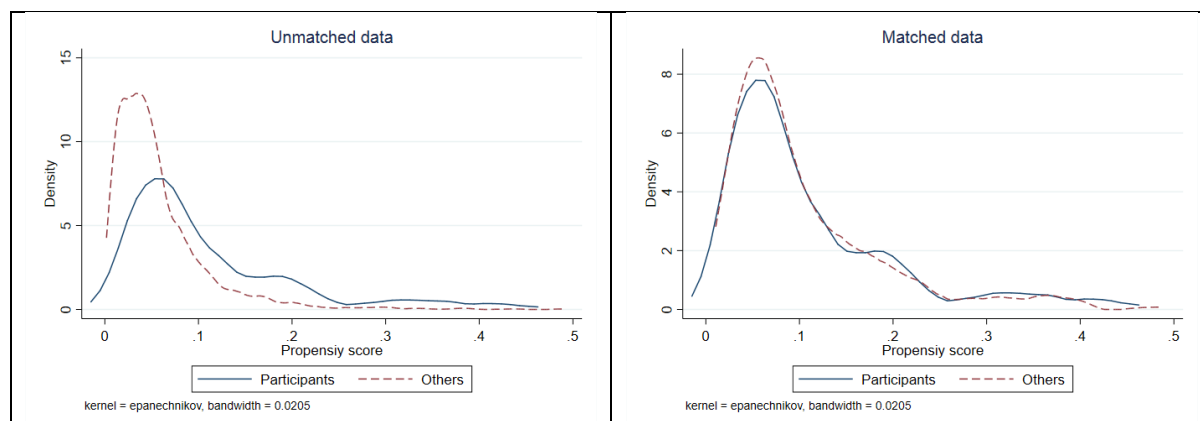 Unmatched data
15
10
5
0
Density
0 .1 .2 .3 .4 .5
Propensiy score
Participants Others
kernel = epanechnikov, bandwidth = 0.0205
Matched data
8
6
4
2
0
Density
0 .1 .2 .3 .4 .5
Propensiy score
Participants Others
kernel = epanechnikov, bandwidth = 0.0205